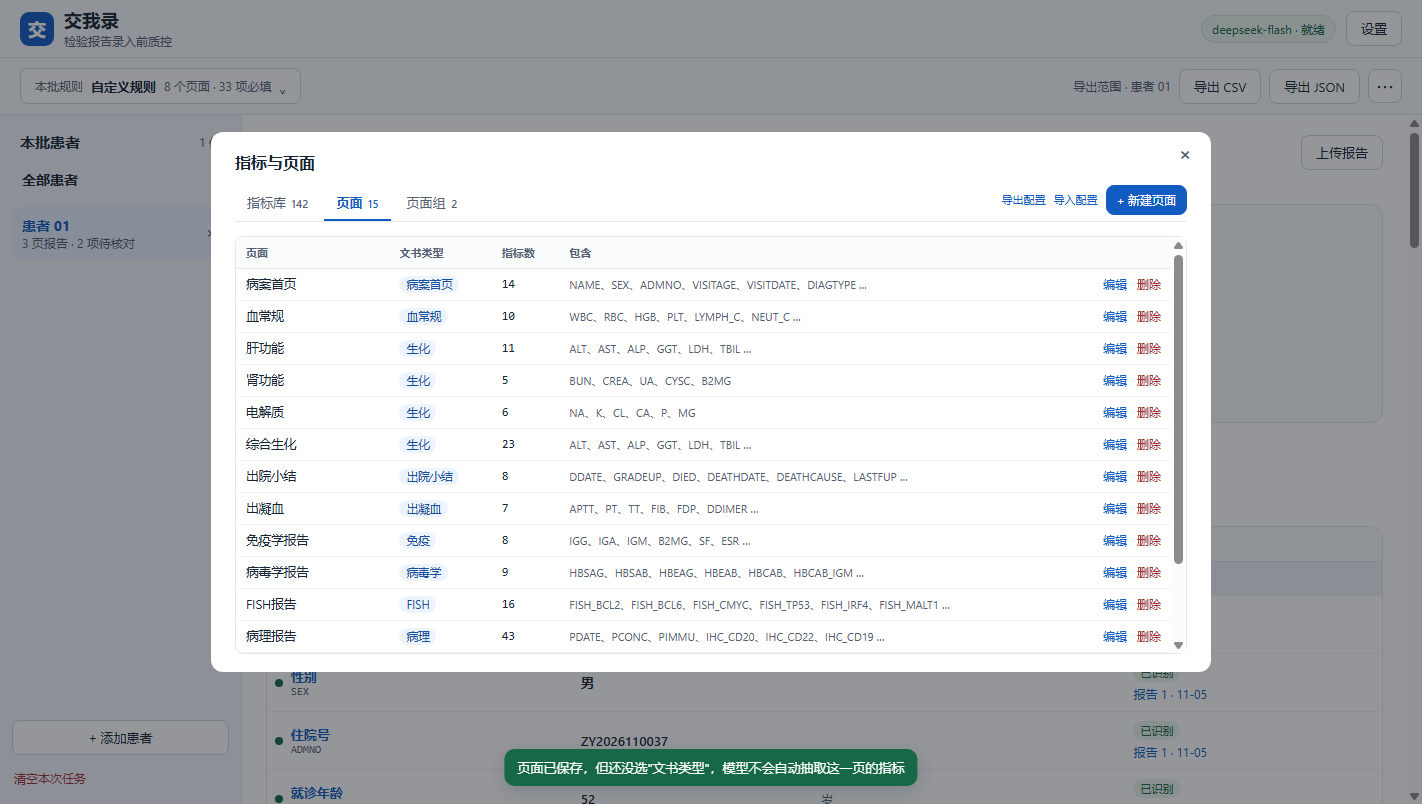 交 交我录
检验报告录入前质控
deepseek-flash · 就绪 设置
本批规则 自定义规则 8 个页面 · 33 项必填
导出范围 · 患者 01 导出 CSV 导出 JSON ···
本批患者 1
全部患者
患者 01
3 页报告 · 2 项待核对
+ 添加患者
清空本次任务
上传报告
指标与页面 ×
指标库 142 页面 15 页面组 2
导出配置 导入配置 + 新建页面
页面 文书类型 指标数 包含
病案首页 病案首页 14 NAME、SEX、ADMNO、VISITAGE、VISITDATE、DIAGTYPE ... 编辑 删除
血常规 血常规 10 WBC、RBC、HGB、PLT、LYMPH_C、NEUT_C ... 编辑 删除
肝功能 生化 11 ALT、AST、ALP、GGT、LDH、TBIL ... 编辑 删除
肾功能 生化 5 BUN、CREA、UA、CYSC、B2MG 编辑 删除
电解质 生化 6 NA、K、CL、CA、P、MG 编辑 删除
综合生化 生化 23 ALT、AST、ALP、GGT、LDH、TBIL ... 编辑 删除
出院小结 出院小结 8 DDATE、GRADEUP、DIED、DEATHDATE、DEATHCAUSE、LASTFUP ... 编辑 删除
出凝血 出凝血 7 APTT、PT、TT、FIB、FDP、DDIMER ... 编辑 删除
免疫学报告 免疫 8 IGG、IGA、IGM、B2MG、SF、ESR ... 编辑 删除
病毒学报告 病毒学 9 HBSAG、HBSAB、HBEAG、HBEAB、HBCAB、HBCAB_IGM ... 编辑 删除
FISH报告 FISH 16 FISH_BCL2、FISH_BCL6、FISH_CMYC、FISH_TP53、FISH_IRF4、FISH_MALT1 ... 编辑 删除
病理报告 病理 43 PDATE、PCONC、PIMMU、IHC_CD20、IHC_CD22、IHC_CD19 ... 编辑 删除
性别 男 已识别
SEX 报告 1 · 11-05
住院号 ZY2026110037 已识别
ADMNO 报告 1 · 11-05
页面已保存，但还没选"文书类型"，模型不会自动抽取这一页的指标
就诊年龄 52 岁 已识别